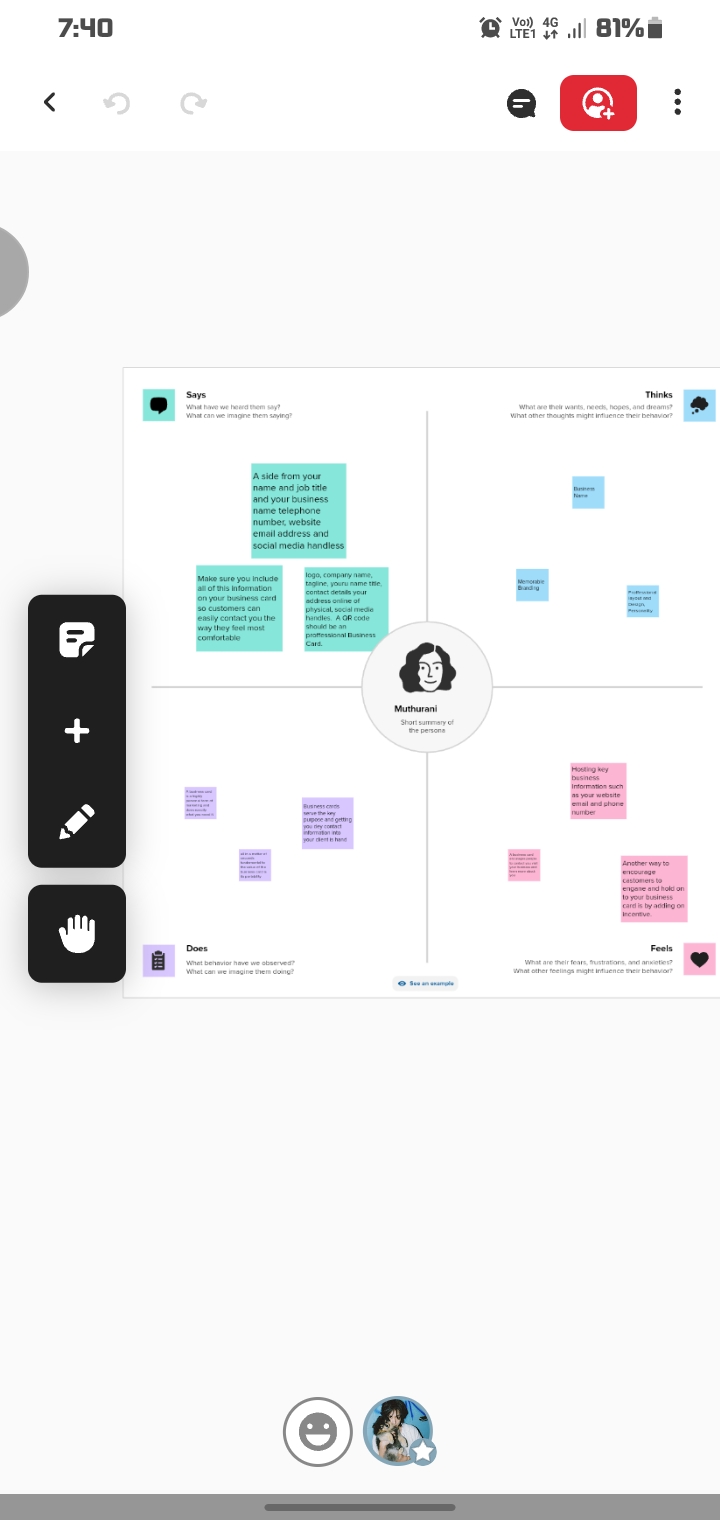 7:40
Vo)) 4G 81%
LTE1
Says
What have we heard them say?
What can we imagine them saying?
Thinks
What are their wants, needs, hopes, and dreams?
What other thoughts might influence their behavior?
A side from your
name and job title
and your business
name telephone
number, website
email address and
social media handless
Make sure you include
all of this information
on your business card
so customers can
easily contact you the
way they feel most
comfortable
logo, company name,
tagline, youru name title,
contact details your
address online of
physical, social media
handles. A QR code
should be an
proffessional Business
Card.
Business
Name
Memorable
Branding
Proffessional
layout and
Design,
Personality
Muthurani
Short summary of
the persona
Business cards
serve the key
purpose and getting
you dey contact
information into
your client is hand
Hosting key
business
information such
as your website
email and phone
number
Another way to
encourage
castomers to
engane and hold on
to your business
card is by adding on
incentive.
Does
What behavior have we observed?
What can we imagine them doing?
Feels
What are their fears, frustrations, and anxieties?
What other feelings might influence their behavior?
See an example